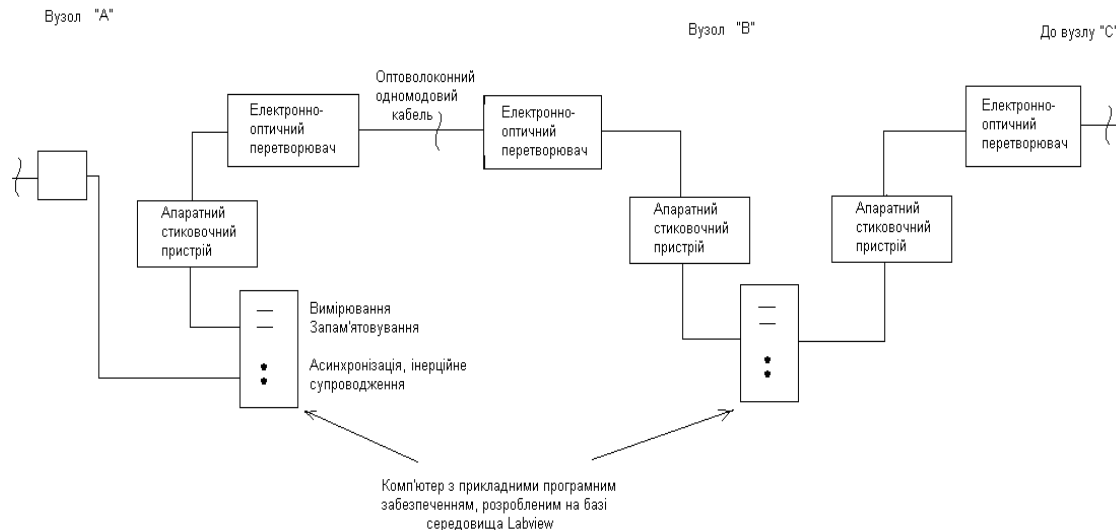 Вузол "А"
Вузол "В"
До вузлу "С"
Оптоволоконний
одномодовий
кабель
Електронно-
оптичний
перетворювач
Електронно-
оптичний
перетворювач
Електронно-
оптичний
перетворювач
Апаратний
стиковочний
пристрій
Апаратний
стиковочний
пристрій
Апаратний
стиковочний
пристрій
Вимірювання
Запам'ятовування
Асинхронізація, інерційне
супроводження
Комп'ютер з прикладними програмним
забезпеченням, розробленим на базі
середовища Labview